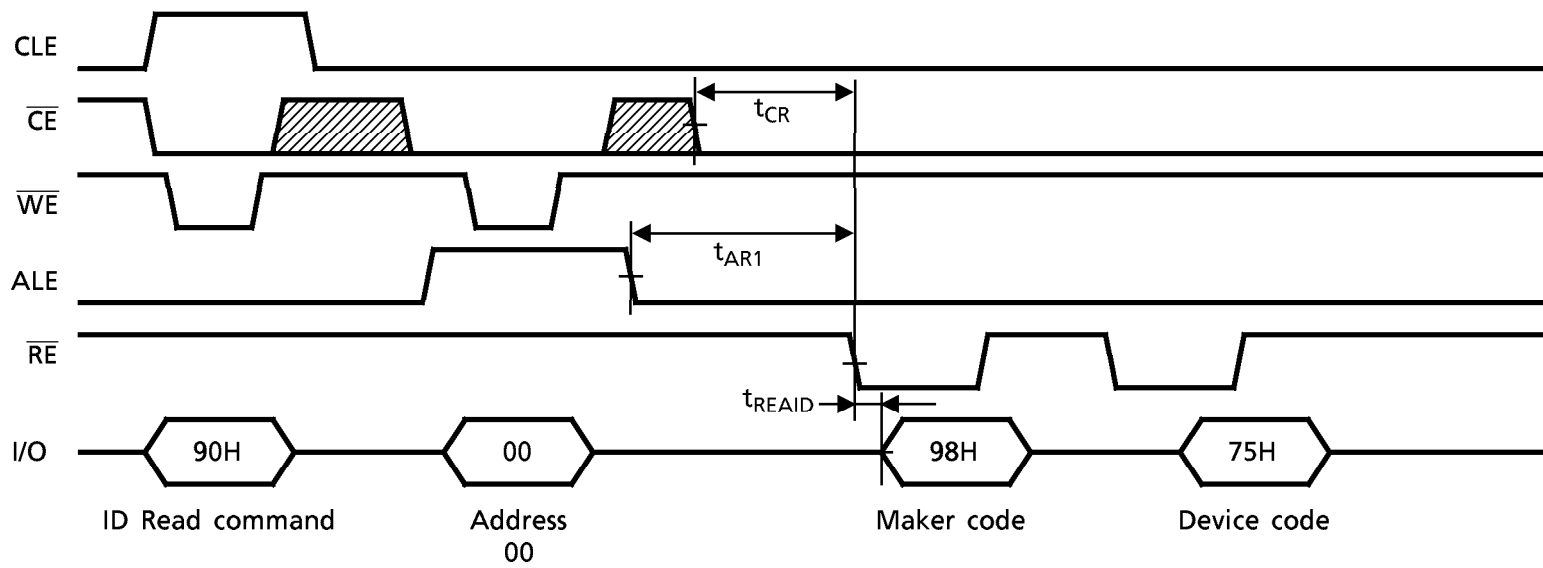 CLE
CE
tCR
WE
tAR1
ALE
RE
tREAID
I/O 90H 00 98H 75H
ID Read command Address Maker code Device code
00